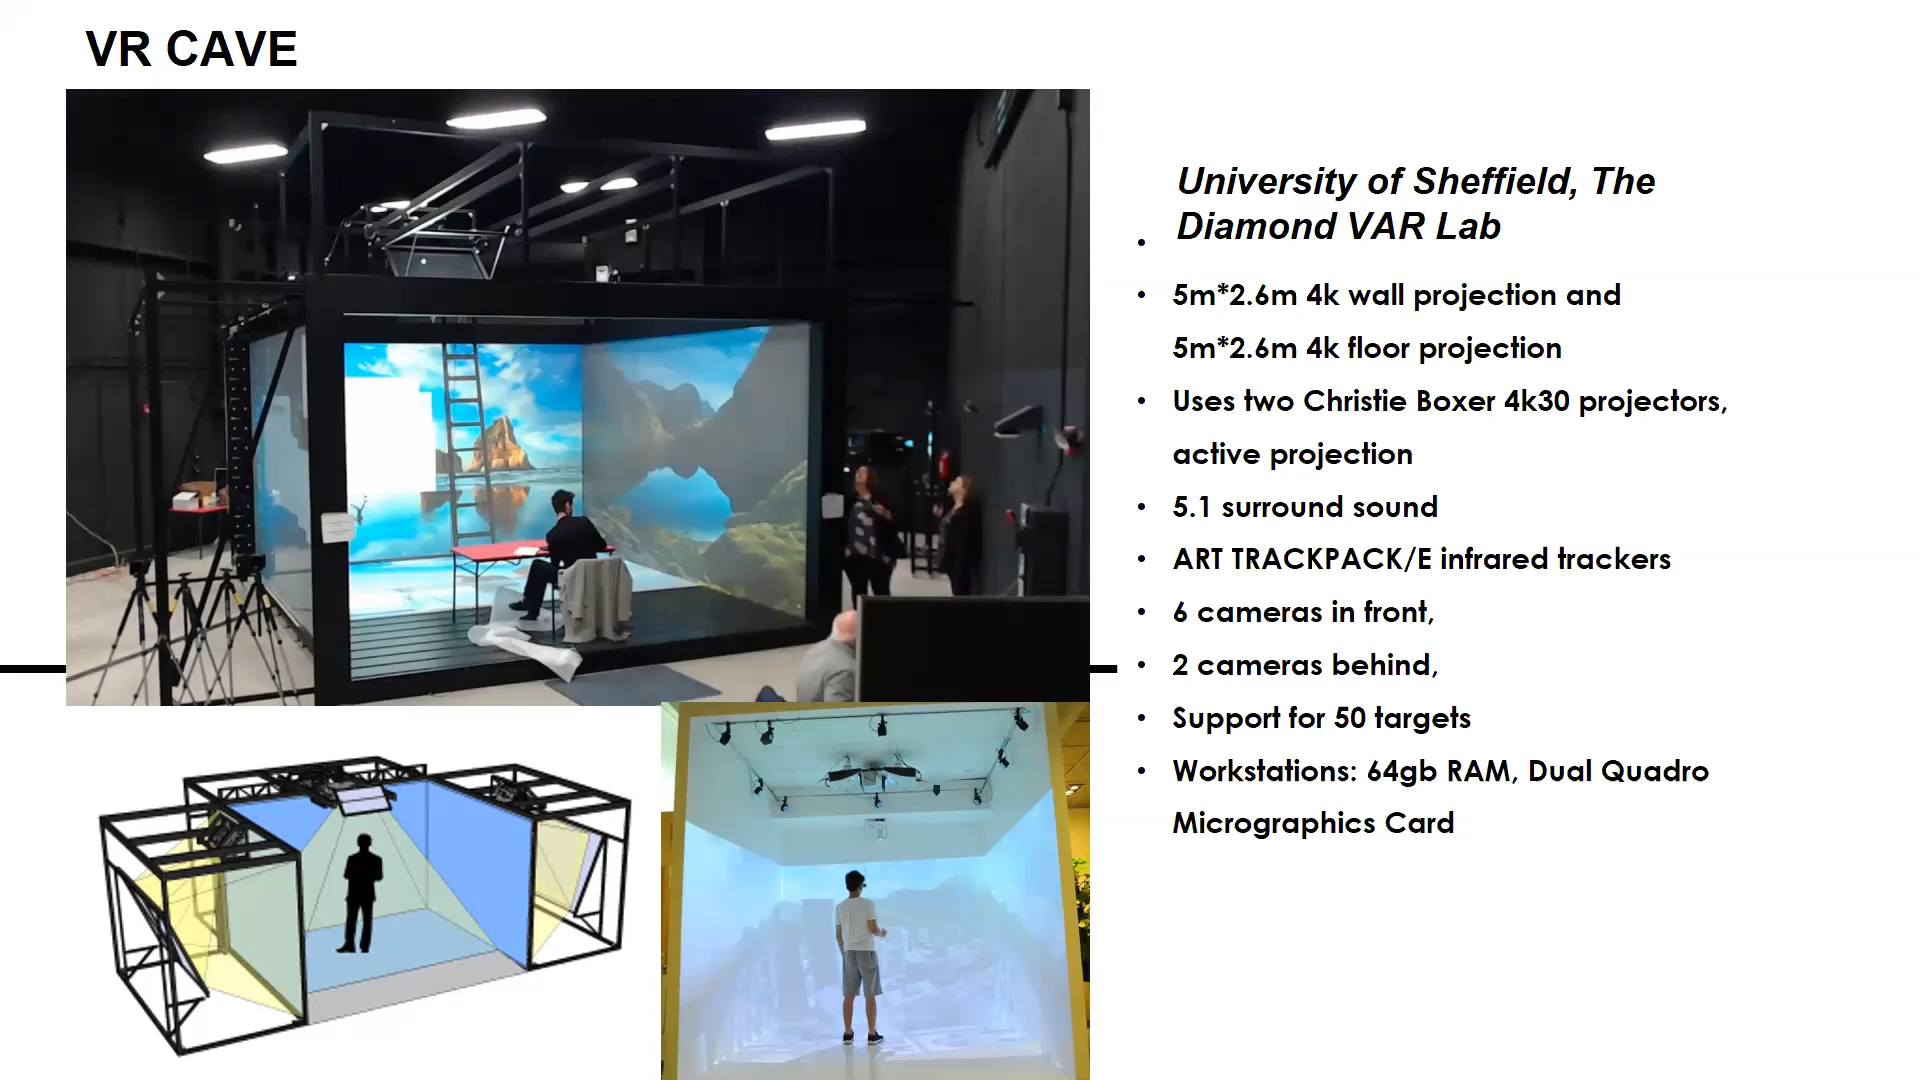 VR CAVE
University of Sheffield, The
Diamond VAR Lab
•
• 5m*2.6m 4k wall projection and
5m*2.6m 4k floor projection
• Uses two Christie Boxer 4k30 projectors,
active projection
• 5.1 surround sound
• ART TRACKPACK/E infrared trackers
• 6 cameras in front,
• 2 cameras behind,
• Support for 50 targets
• Workstations: 64gb RAM, Dual Quadro
Micrographics Card